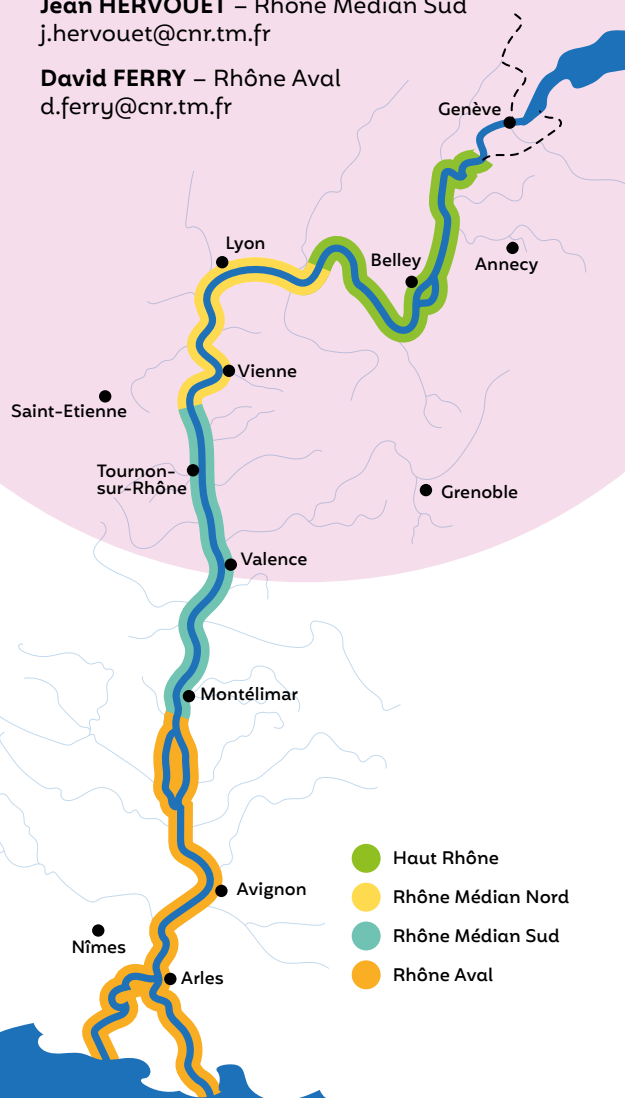 Jean HERVOUET – Rhône Médian Sud
j.hervouet@cnr.tm.fr
David FERRY – Rhône Aval
d.ferry@cnr.tm.fr
Genève
Lyon
Belley
Annecy
Vienne
Saint-Etienne
Tournon-
sur-Rhône
Grenoble
Valence
Montélimar
Haut Rhône
Avignon
Rhône Médian Nord
Rhône Médian Sud
Nîmes
Rhône Aval
Arles